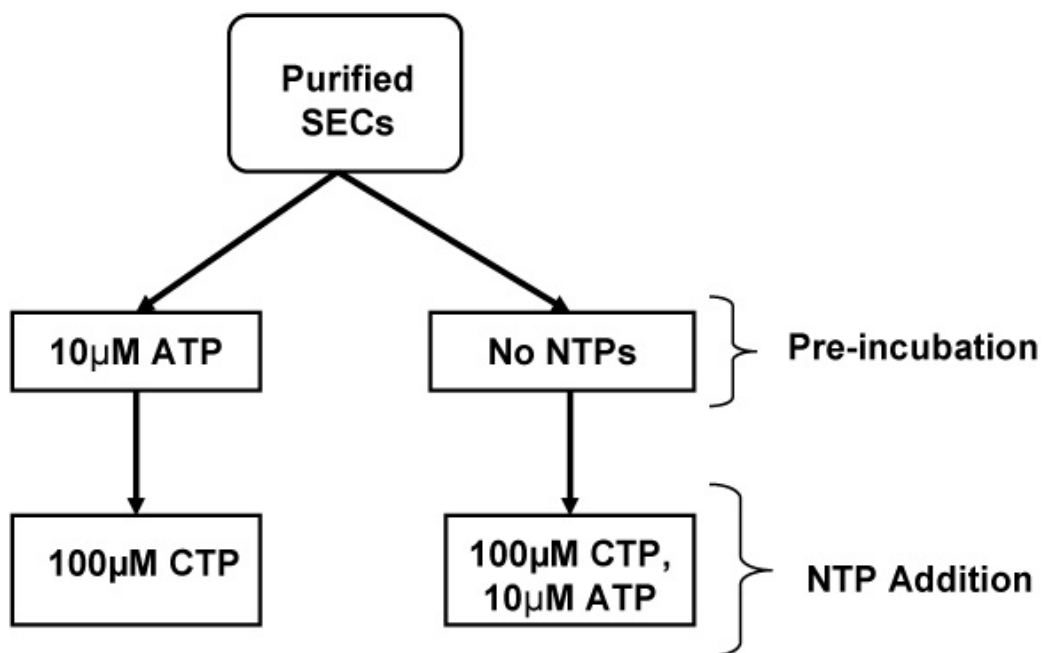 Purified
SECs
10µM ATP
No NTPs
Pre-incubation
100µM CTP
100µM CTP,
10µM ATP
NTP Addition